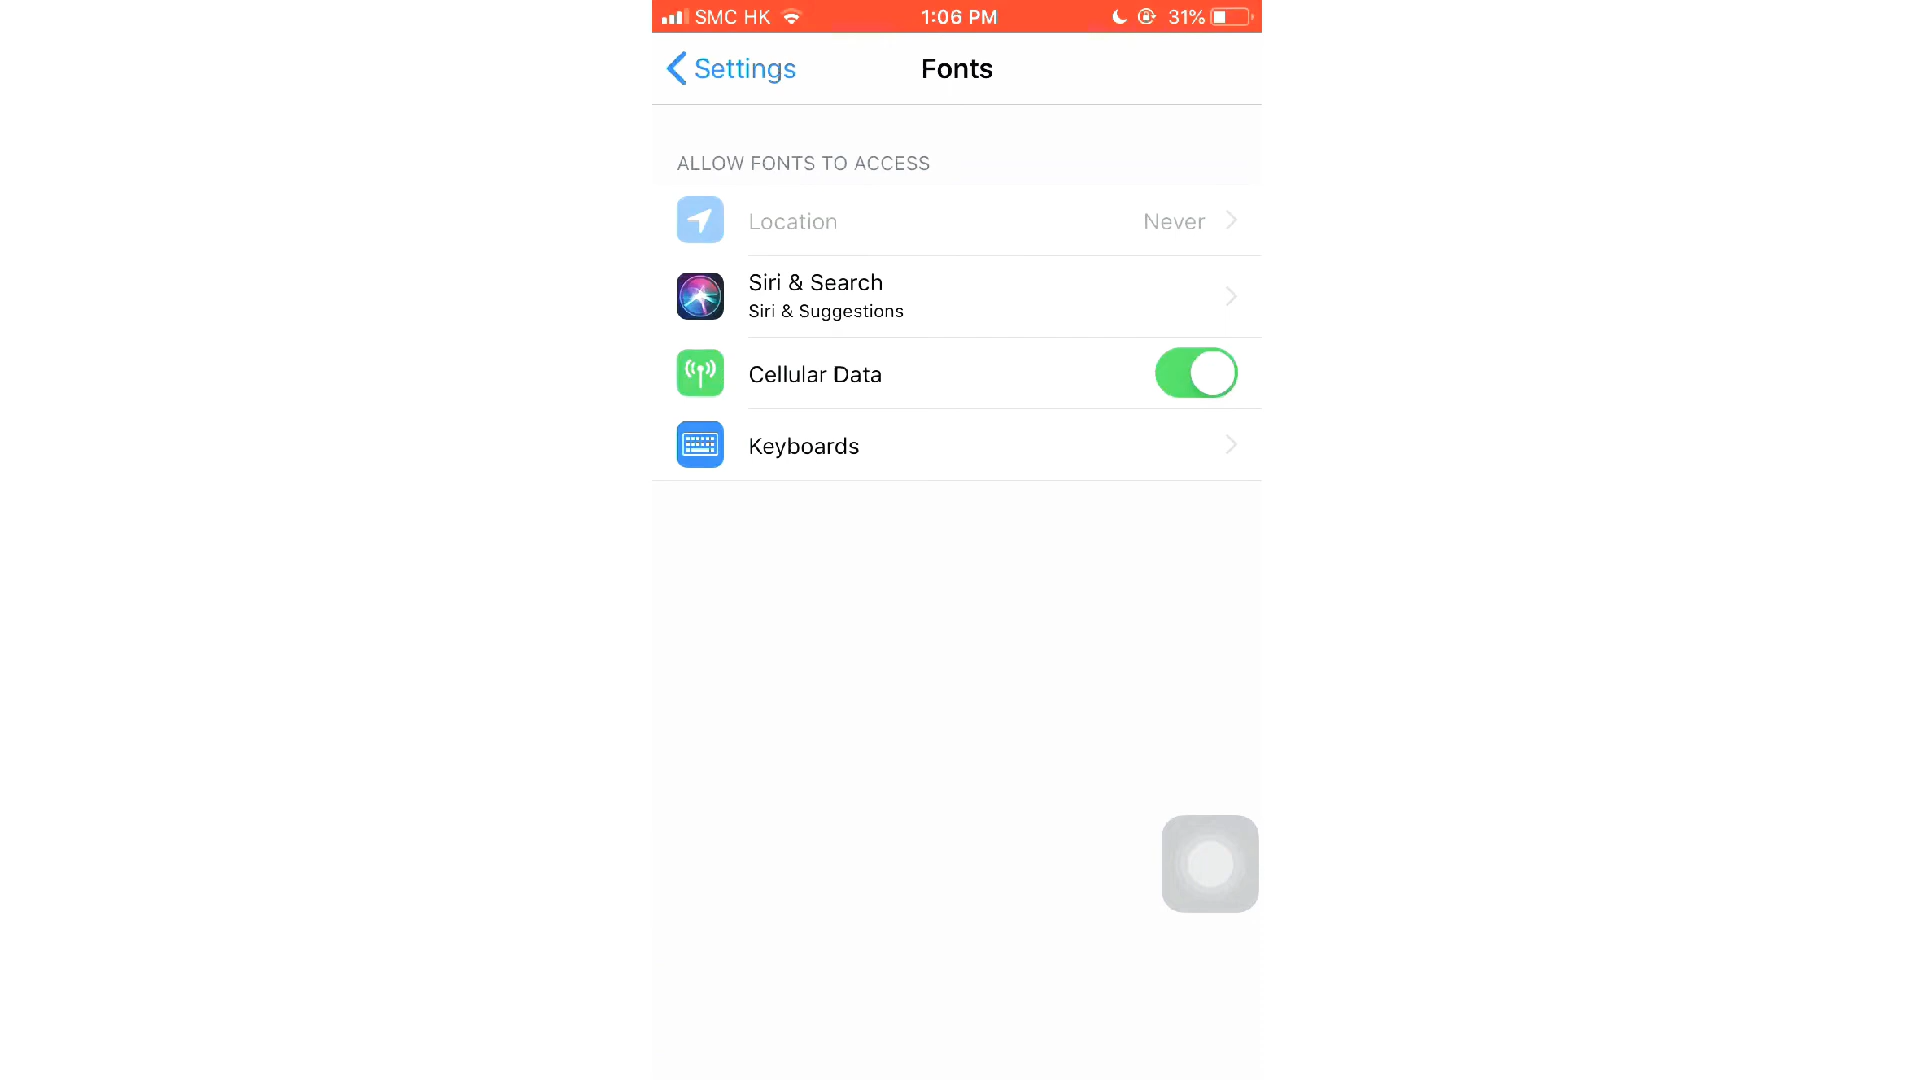 SMC HK 1:06 PM 31%
Settings Fonts
ALLOW FONTS TO ACCESS
Location Never
Siri & Search
Siri & Suggestions
Cellular Data
Keyboards